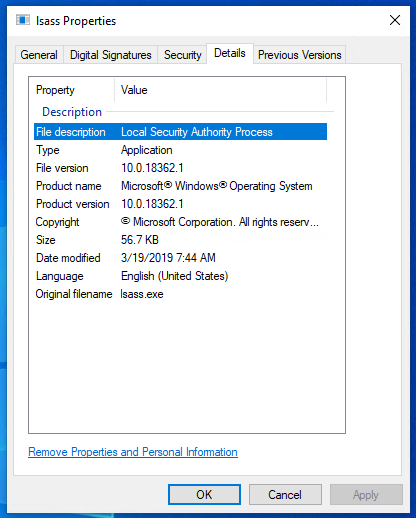 lsass Properties
General Digital Signatures Security Details Previous Versions
Property Value
Description
File description Local Security Authority Process
Type Application
File version 10.0.18362.1
Product name Microsoft® Windows® Operating System
Product version 10.0.18362.1
Copyright © Microsoft Corporation. All rights reserv...
Size 56.7 KB
Date modified 3/19/2019 7:44 AM
Language English (United States)
Original filename lsass.exe
Remove Properties and Personal Information
OK Cancel Apply